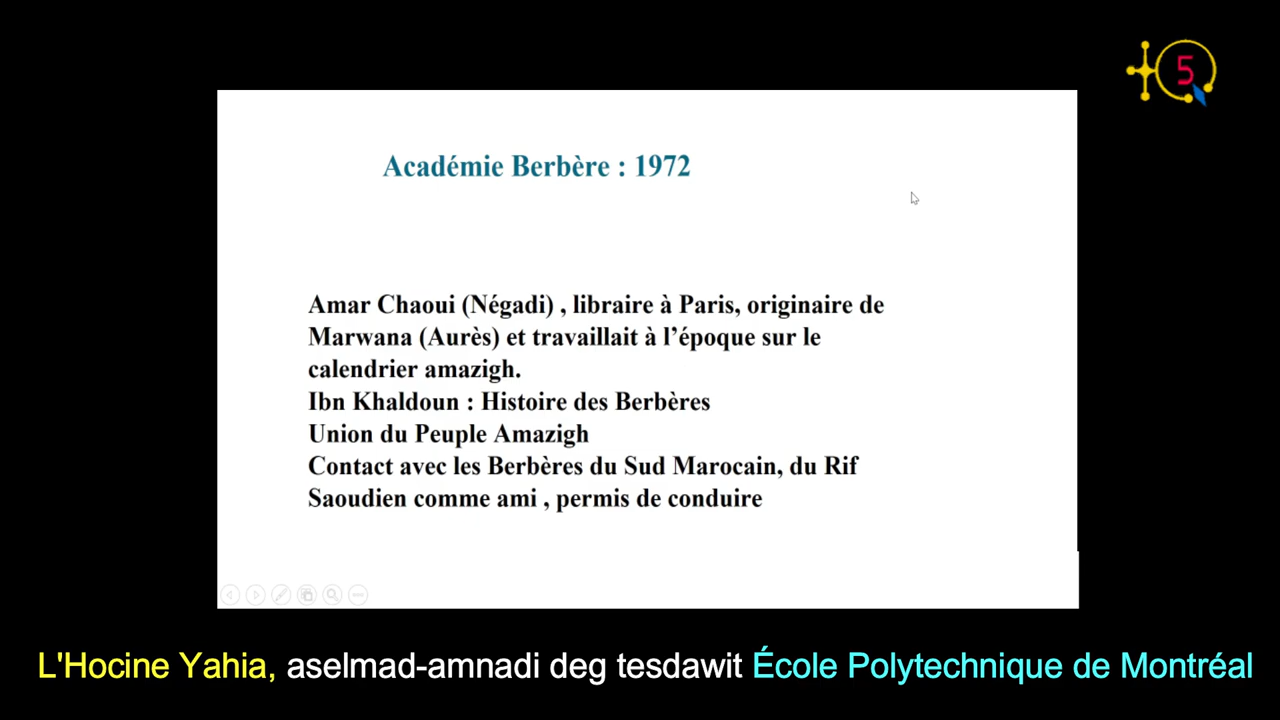 5
Académie Berbère : 1972
Amar Chaoui (Négadi) , libraire à Paris, originaire de
Marwana (Aurès) et travaillait à l’époque sur le
calendrier amazigh.
Ibn Khaldoun : Histoire des Berbères
Union du Peuple Amazigh
Contact avec les Berbères du Sud Marocain, du Rif
Saoudien comme ami , permis de conduire
L'Hocine Yahia, aselmad-amnadi deg tesdawit École Polytechnique de Montréal